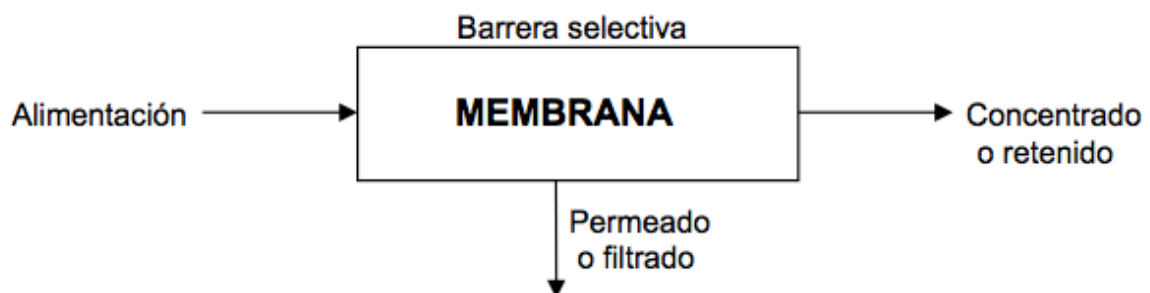 Barrera selectiva
Alimentación
MEMBRANA
Concentrado
o retenido
Permeado
o filtrado